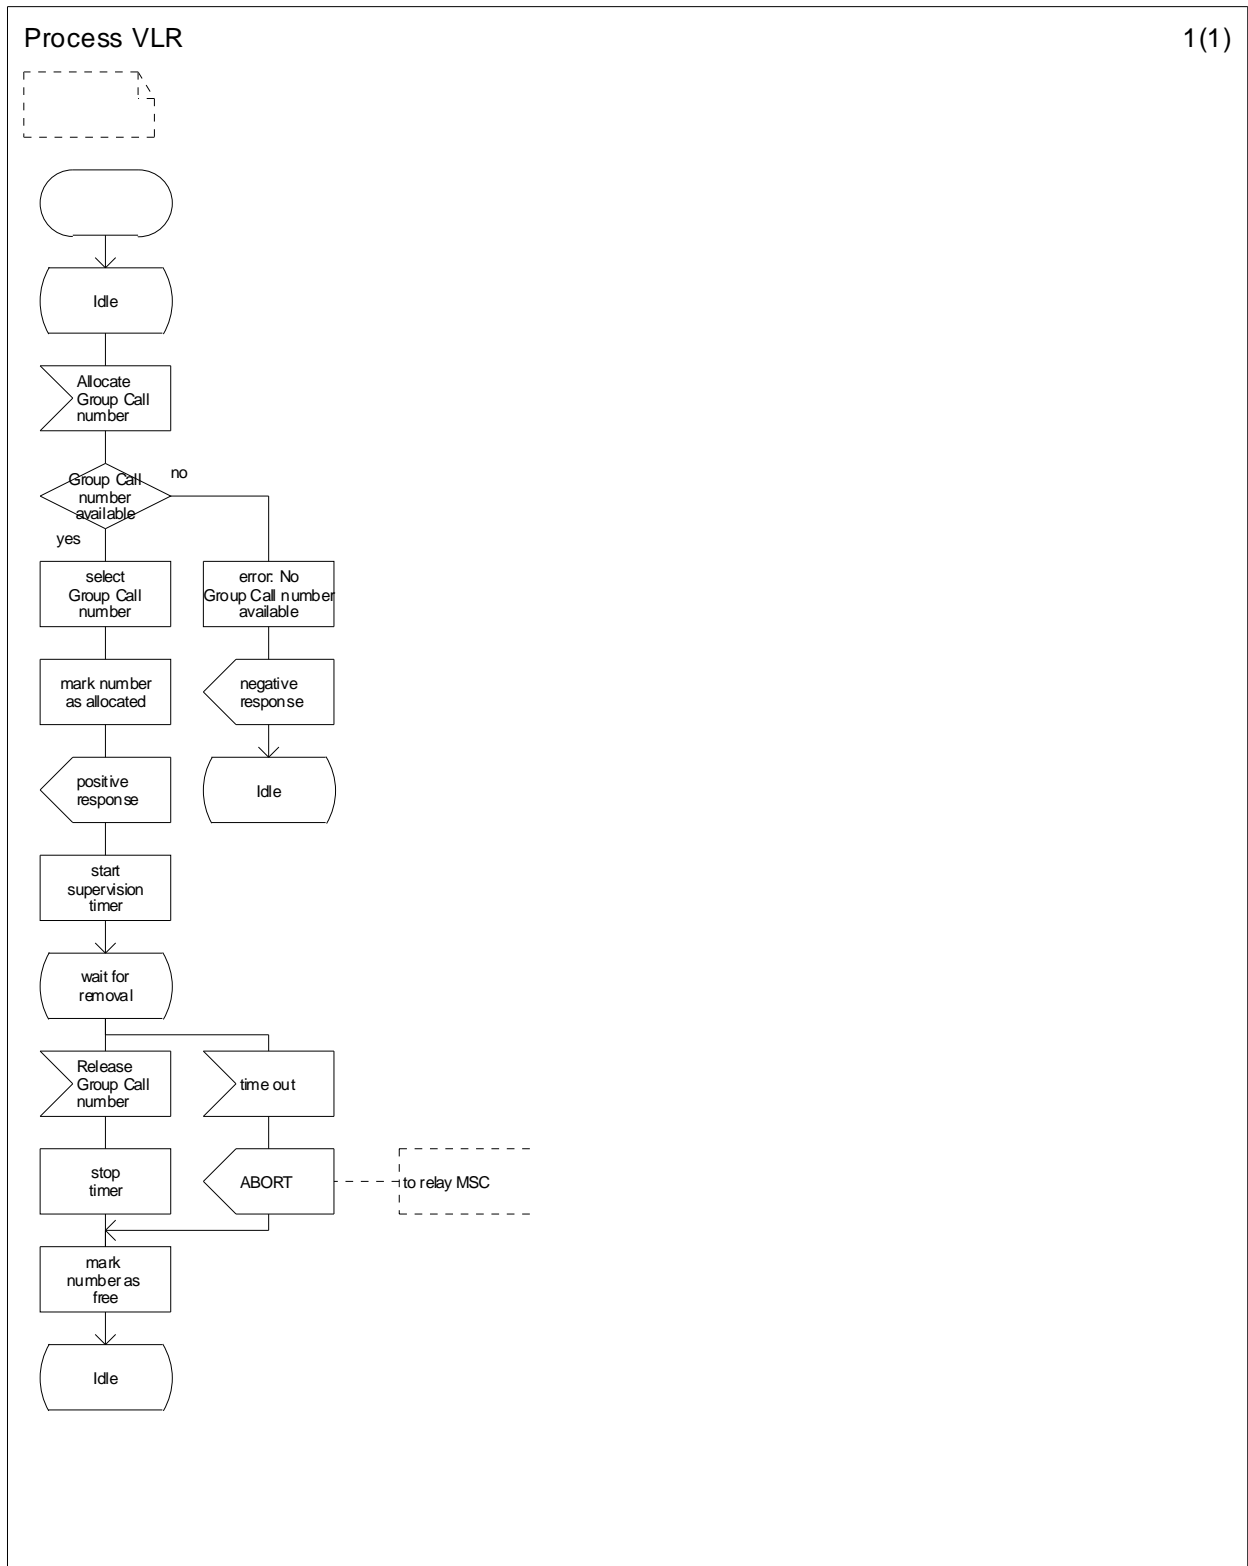 Process VLR
1(1)
Idle
Allocate
Group Call
number
Group Call
number
available
no
yes
select
Group Call
number
error: No
Group Call number
available
mark number
as allocated
negative
response
positive
response
Idle
start
supervision
timer
wait for
removal
Release
Group Call
number
time out
stop
timer
ABORT
to relay MSC
mark
number as
free
Idle